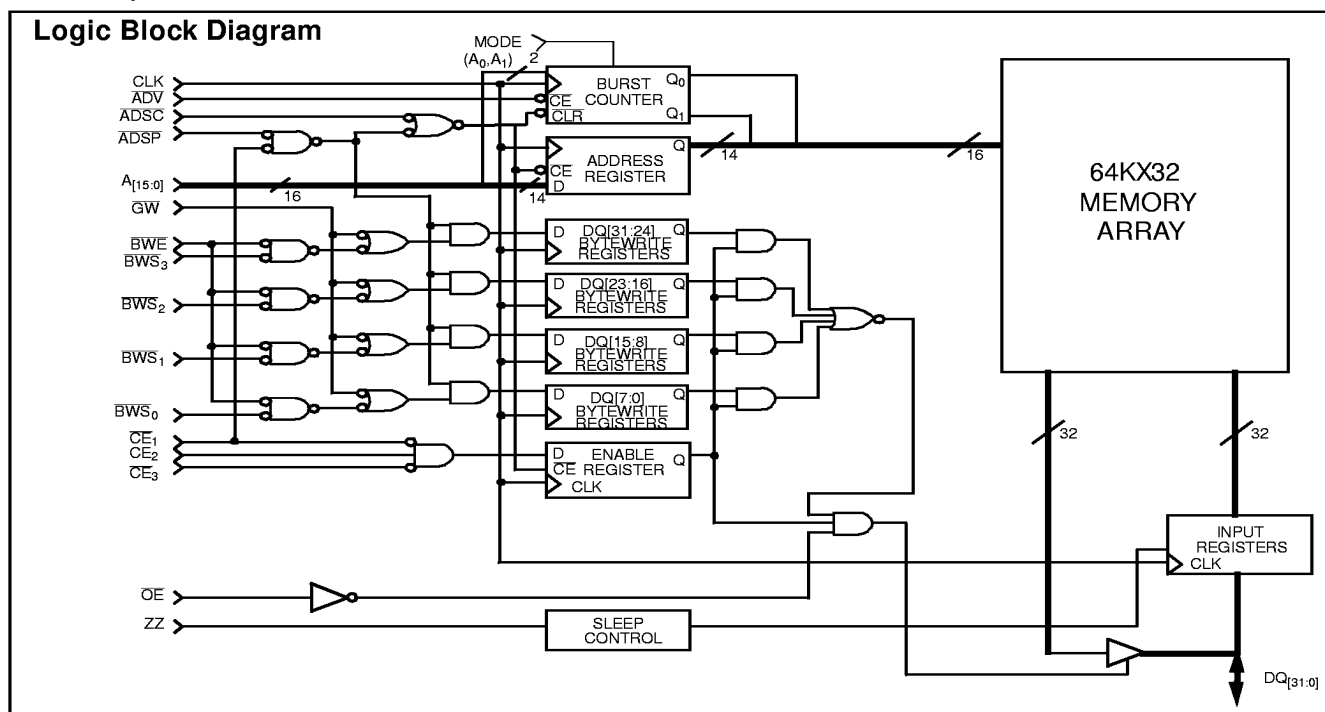 Logic Block Diagram
MODE
(A0,A1)
2
CLK
ADV
ADSC
ADSP
A[15:0]
16
GW
BWE
BWS3
BWS2
BWS1
BWS0
CE1
CE2
CE3
OE
ZZ
BURST
COUNTER
CE
CLR
Q0
Q1
ADDRESS
REGISTER
CE
D
Q
14
14
16
64KX32
MEMORY
ARRAY
D
DQ[31:24]
BYTEWRITE
REGISTERS
Q
D
DQ[23:16]
BYTEWRITE
REGISTERS
Q
D
DQ[15:8]
BYTEWRITE
REGISTERS
Q
D
DQ[7:0]
BYTEWRITE
REGISTERS
Q
D
ENABLE
REGISTER
CE
CLK
Q
SLEEP
CONTROL
32
32
INPUT
REGISTERS
CLK
DQ[31:0]